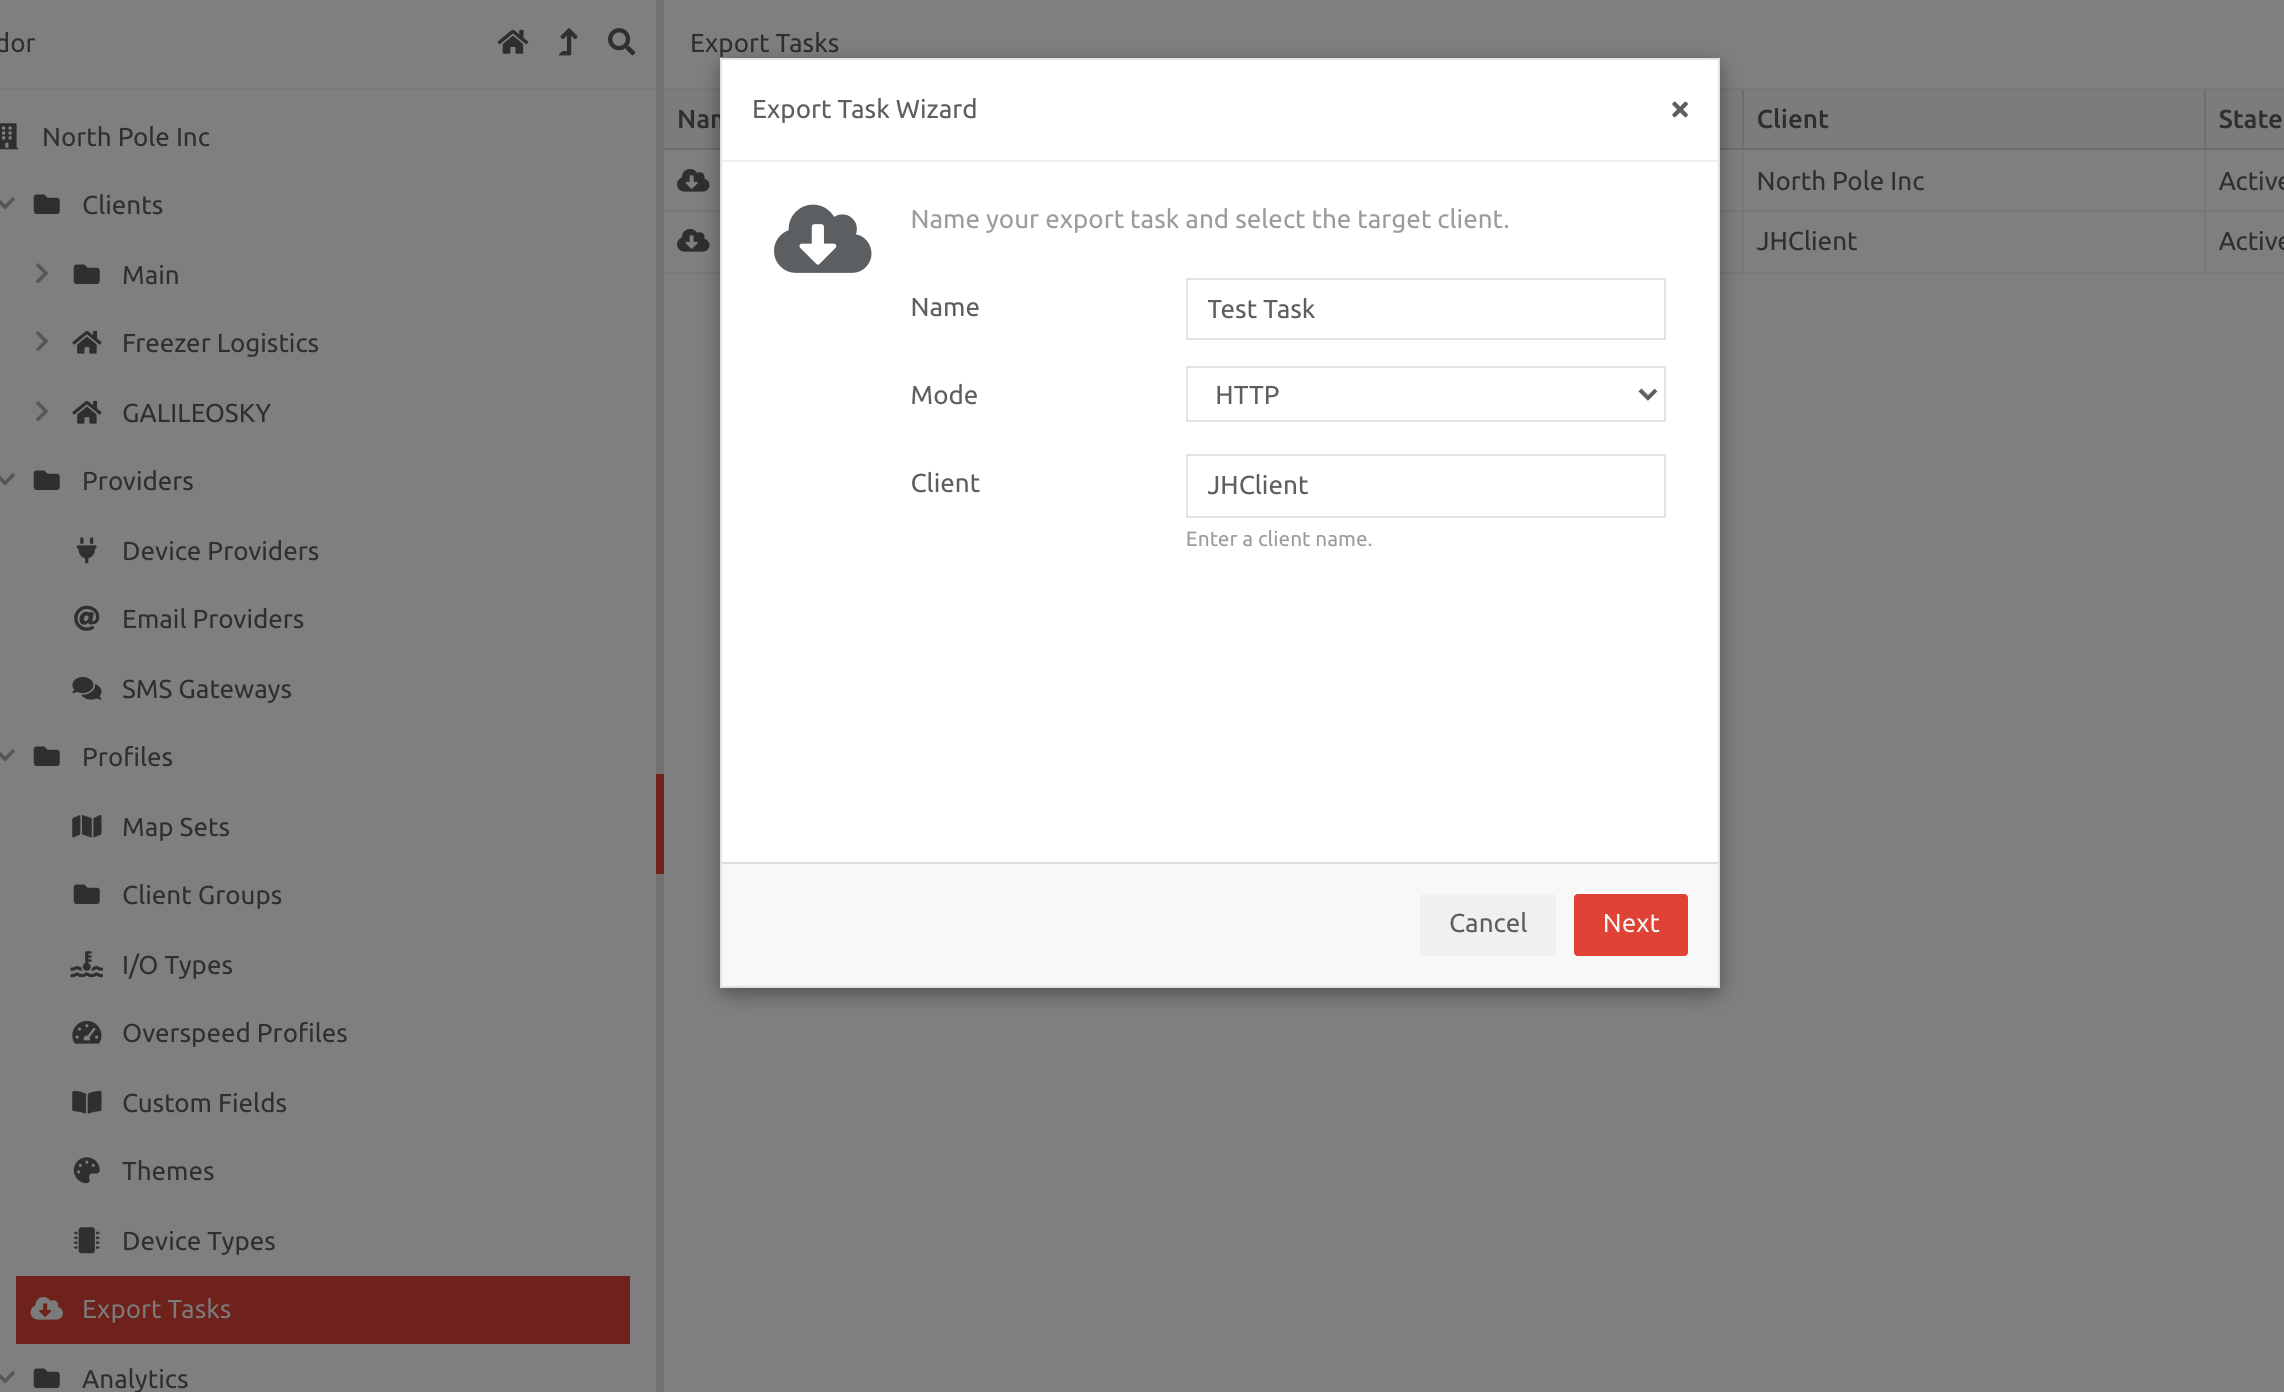 Export Tasks
North Pole Inc
Clients
Main
Freezer Logistics
GALILEOSKY
Providers
Device Providers
Email Providers
SMS Gateways
Profiles
Map Sets
Client Groups
I/O Types
Overspeed Profiles
Custom Fields
Themes
Device Types
Export Tasks
Analytics
Client State
North Pole Inc Active
JHClient Active
Export Task Wizard
Name your export task and select the target client.
Name Test Task
Mode HTTP
Client JHClient
Enter a client name.
Cancel Next